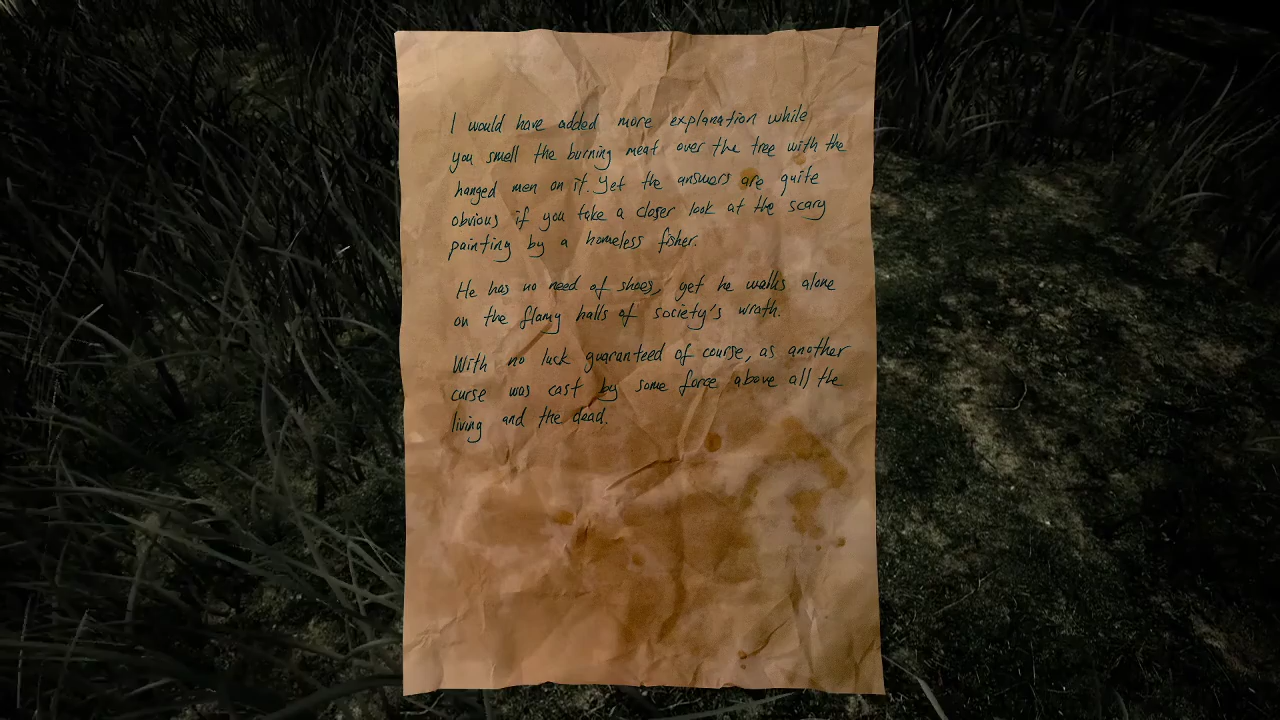 I would have added more explanation while
you smell the burning meat over the tree with the
hanged men on it. Yet the answers are quite
obvious if you take a closer look at the scary
painting by a homeless fisher.
He has no need of shoes, yet he walks alone
on the flamy halls of society's wrath.
With no luck guaranteed of course, as another
curse was cast by some force above all the
living and the dead.